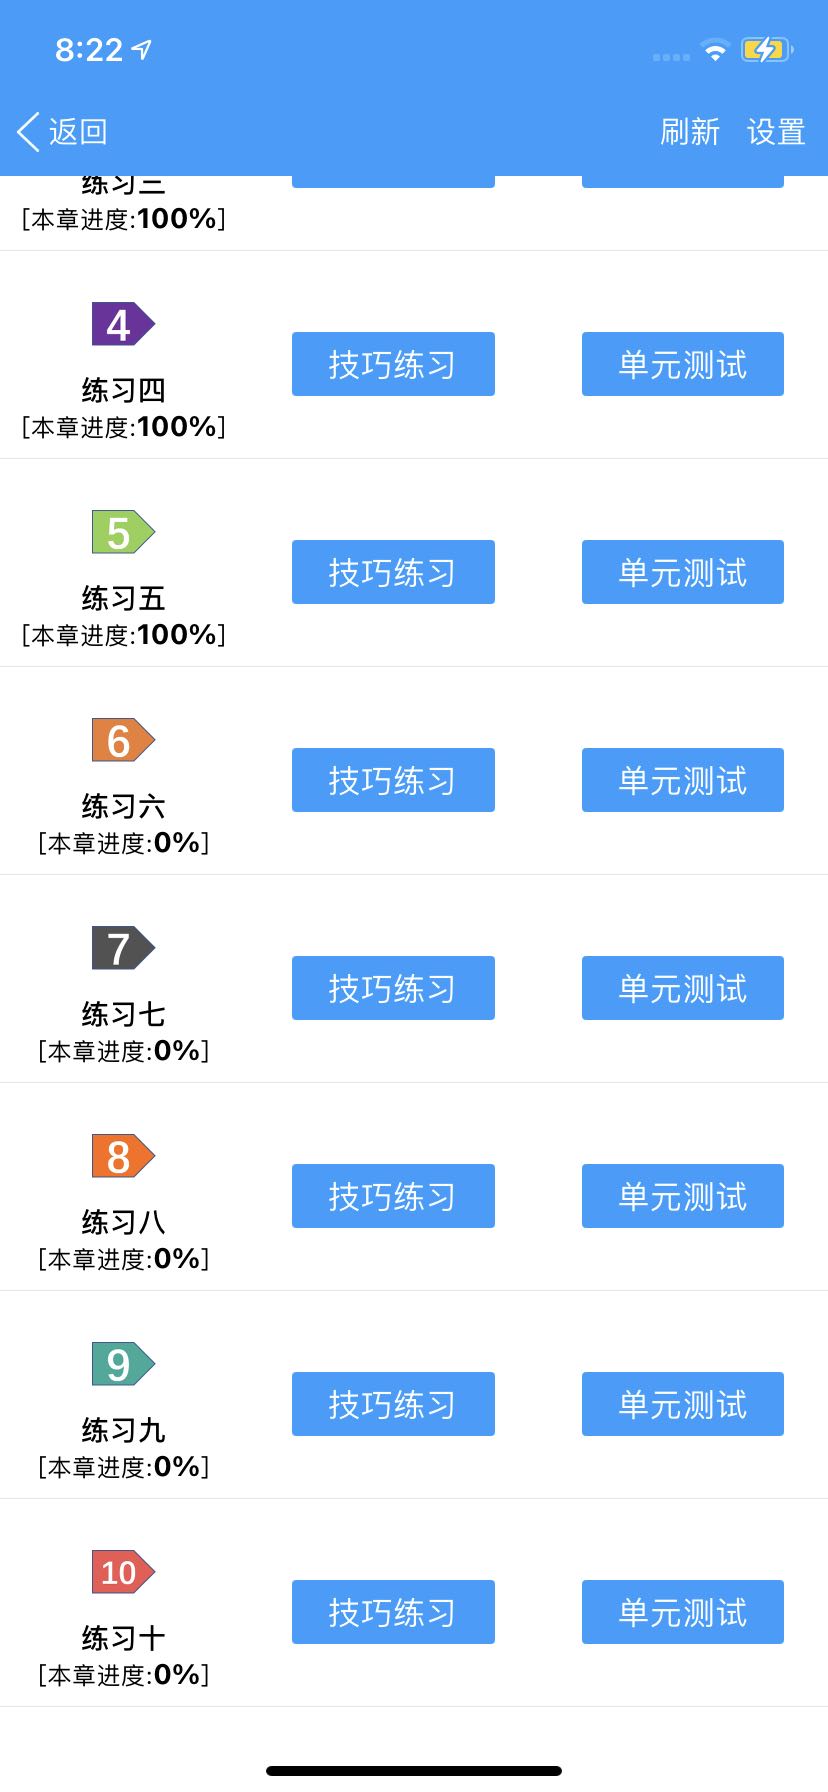 8:22
返回 刷新 设置
练习三
[本章进度:100%]
4
练习四
[本章进度:100%]
技巧练习 单元测试
5
练习五
[本章进度:100%]
技巧练习 单元测试
6
练习六
[本章进度:0%]
技巧练习 单元测试
7
练习七
[本章进度:0%]
技巧练习 单元测试
8
练习八
[本章进度:0%]
技巧练习 单元测试
9
练习九
[本章进度:0%]
技巧练习 单元测试
10
练习十
[本章进度:0%]
技巧练习 单元测试